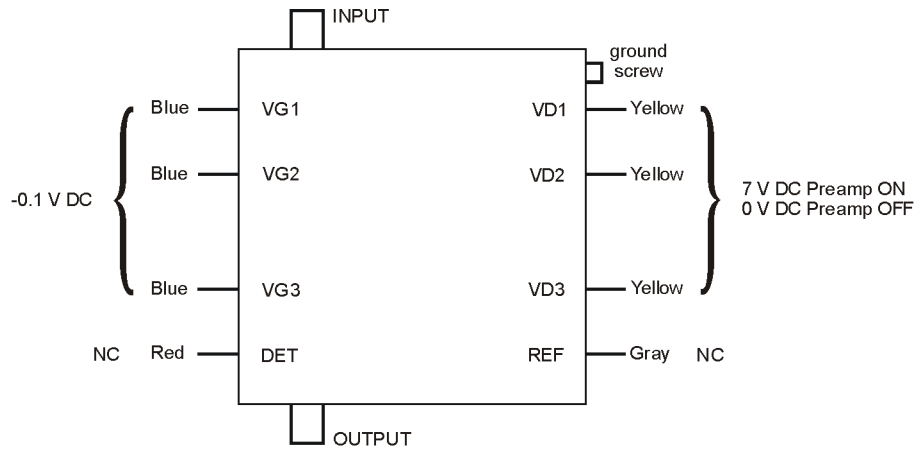 INPUT
ground
screw
Blue VG1 VD1 Yellow
Blue VG2 VD2 Yellow
-0.1 V DC
7 V DC Preamp ON
0 V DC Preamp OFF
Blue VG3 VD3 Yellow
NC Red DET REF Gray NC
OUTPUT